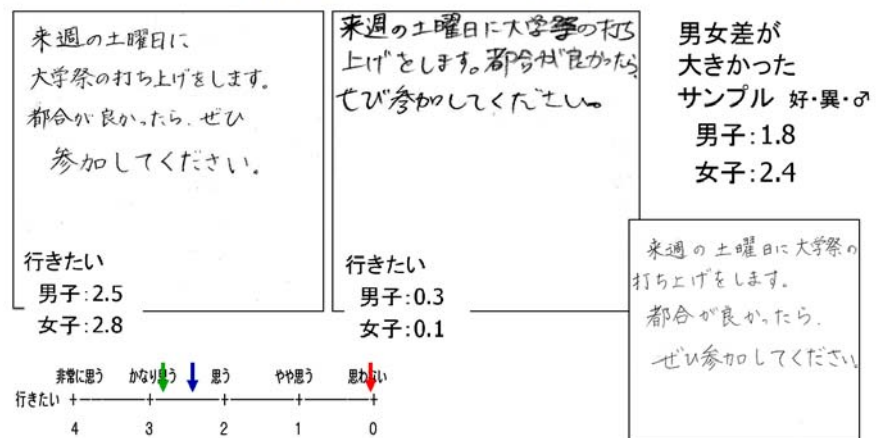 来週の土曜日に
大学祭の打ち上げをします。
都合が良かったら、ぜひ
参加してください。
行きたい
男子:2.5
女子:2.8
来週の土曜日に大学祭の打ち
上げをします。都合が良かったら、
ぜび参加してください。
行きたい
男子:0.3
女子:0.1
男女差が
大きかった
サンプル 好・異・♂
男子:1.8
女子:2.4
来週の土曜日に大学祭の
打ち上げをします。
都合が良かったら、
ぜひ参加してください
非常に思う かなり思う 思う やや思う 思わない
行きたい
4 3 2 1 0